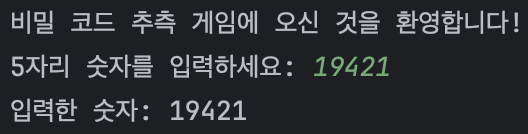 비밀 코드 추측 게임에 오신 것을 환영합니다!
5자리 숫자를 입력하세요: 19421
입력한 숫자: 19421